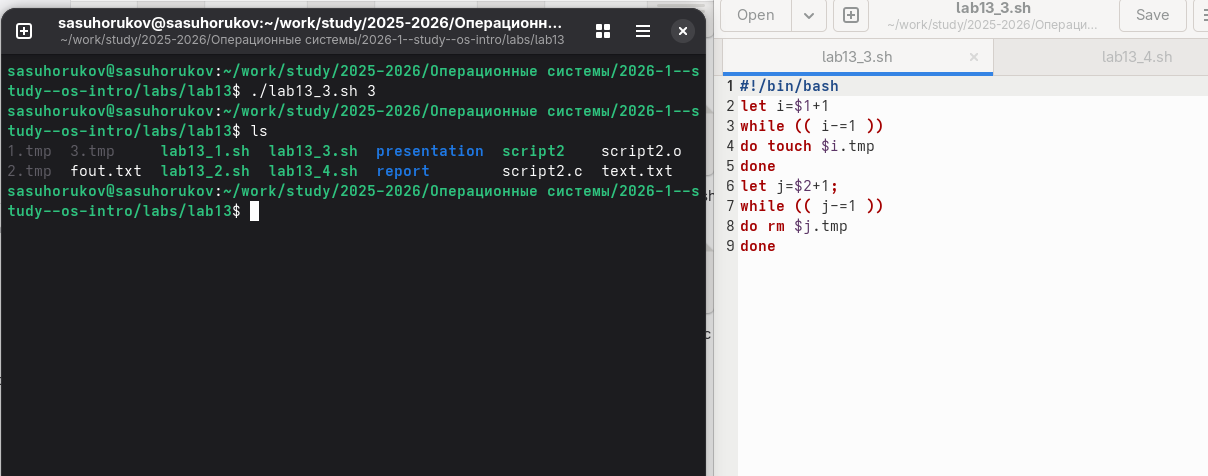 sasuhorukov@sasuhorukov:~/work/study/2025-2026/Операционн...
~/work/study/2025-2026/Операционные системы/2026-1--study--os-intro/labs/lab13
sasuhorukov@sasuhorukov:~/work/study/2025-2026/Операционные системы/2026-1--s
tudy--os-intro/labs/lab13$ ./lab13_3.sh 3
sasuhorukov@sasuhorukov:~/work/study/2025-2026/Операционные системы/2026-1--s
tudy--os-intro/labs/lab13$ ls
1.tmp 3.tmp lab13_1.sh lab13_3.sh presentation script2 script2.o
2.tmp fout.txt lab13_2.sh lab13_4.sh report script2.c text.txt
sasuhorukov@sasuhorukov:~/work/study/2025-2026/Операционные системы/2026-1--s
tudy--os-intro/labs/lab13$
Open lab13_3.sh Save
~/work/study/2025-2026/Операци...
lab13_3.sh × lab13_4.sh
1 #!/bin/bash
2 let i=$1+1
3 while (( i-=1 ))
4 do touch $i.tmp
5 done
6 let j=$2+1;
7 while (( j-=1 ))
8 do rm $j.tmp
9 done